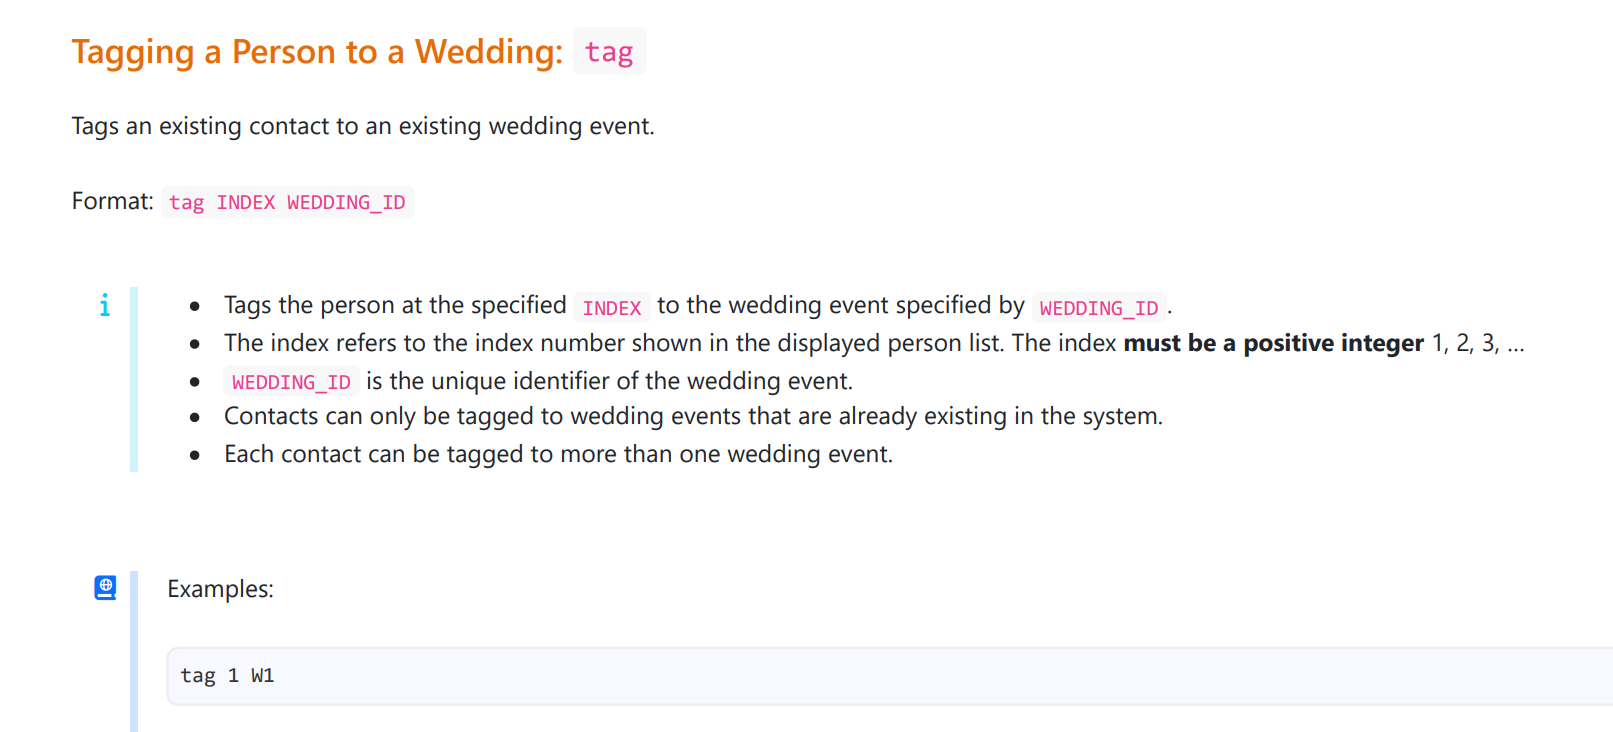 Tagging a Person to a Wedding: tag
Tags an existing contact to an existing wedding event.
Format: tag INDEX WEDDING_ID
Tags the person at the specified INDEX to the wedding event specified by WEDDING_ID.
The index refers to the index number shown in the displayed person list. The index must be a positive integer 1, 2, 3, …
WEDDING_ID is the unique identifier of the wedding event.
Contacts can only be tagged to wedding events that are already existing in the system.
Each contact can be tagged to more than one wedding event.
Examples:
tag 1 W1